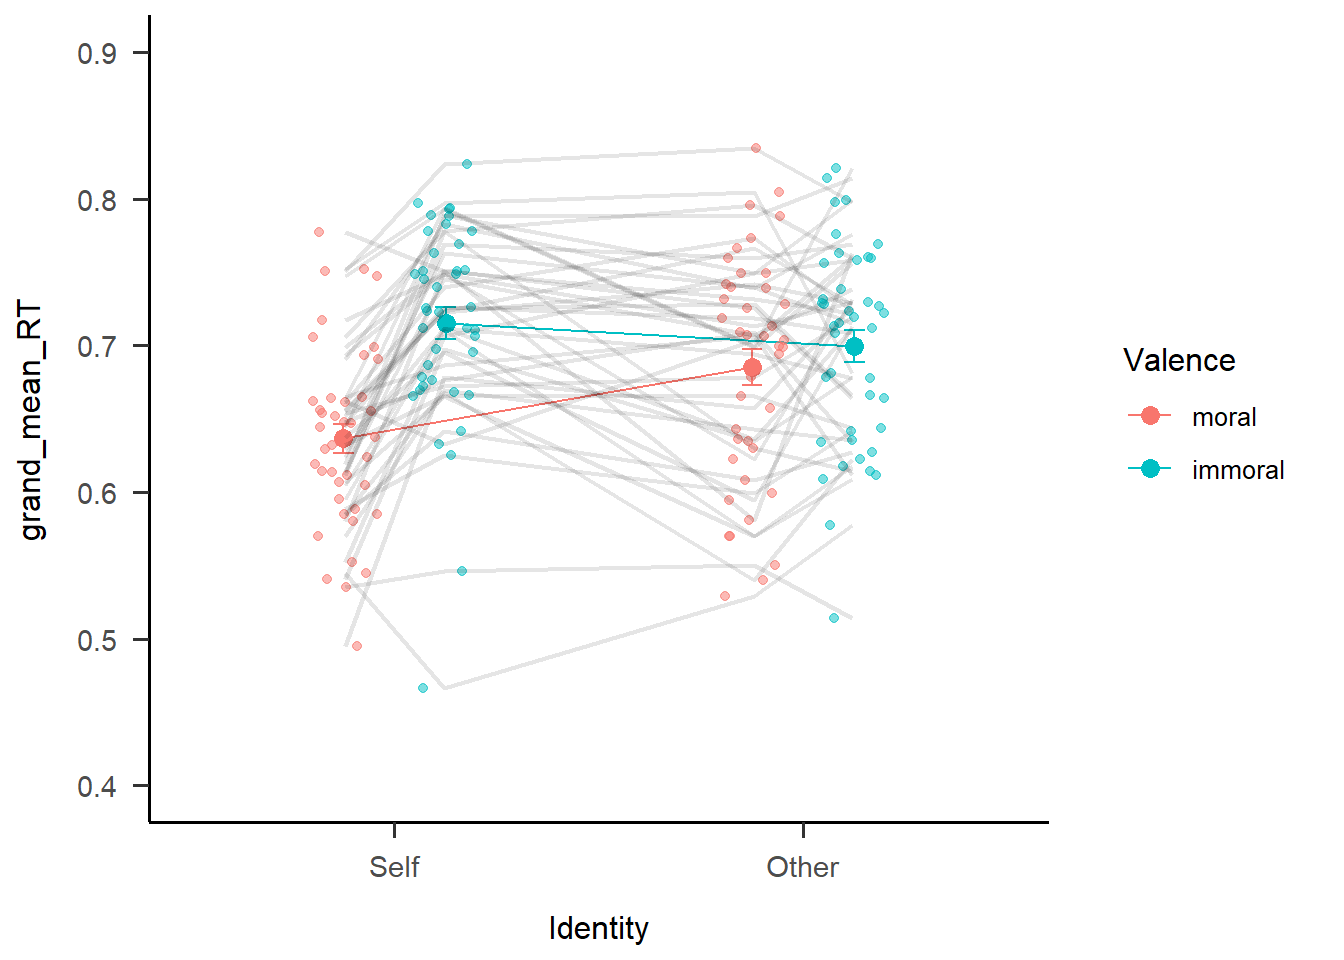 0.9
0.8
0.7
0.6
0.5
0.4
grand_mean_RT
Self
Other
Identity
Valence
moral
immoral